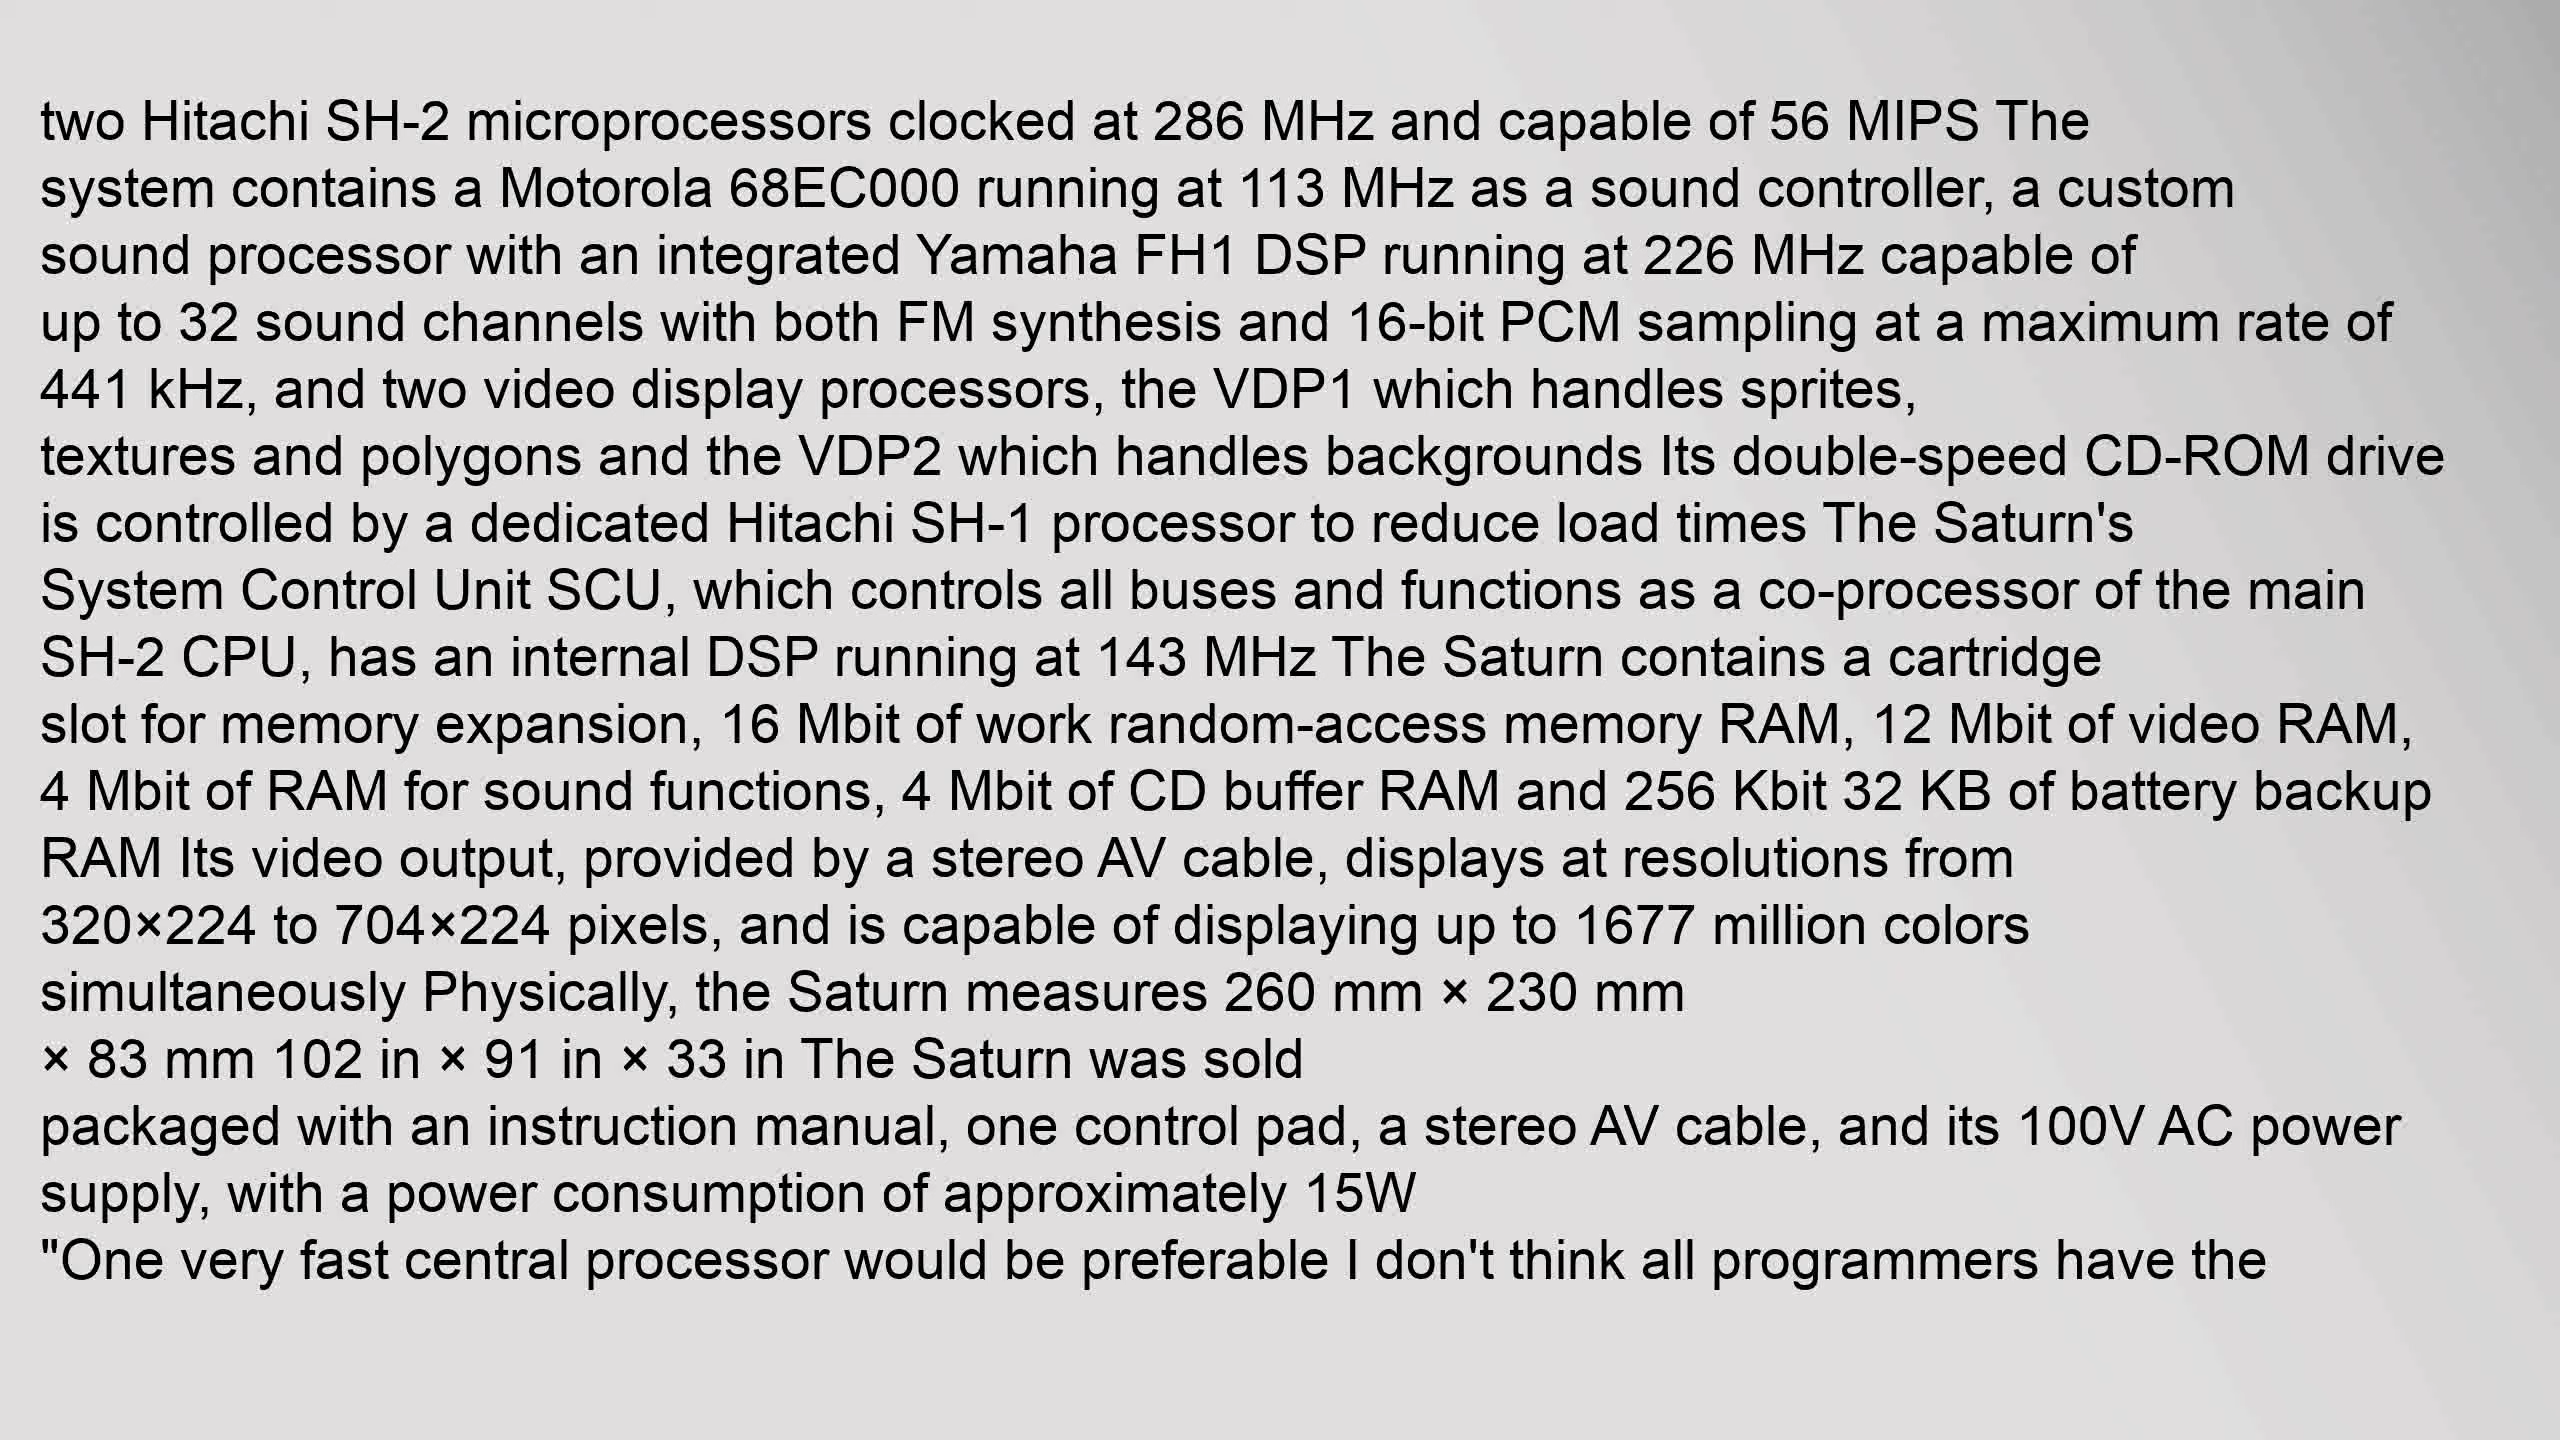 two Hitachi SH-2 microprocessors clocked at 286 MHz and capable of 56 MIPS The
system contains a Motorola 68EC000 running at 113 MHz as a sound controller, a custom
sound processor with an integrated Yamaha FH1 DSP running at 226 MHz capable of
up to 32 sound channels with both FM synthesis and 16-bit PCM sampling at a maximum rate of
441 kHz, and two video display processors, the VDP1 which handles sprites,
textures and polygons and the VDP2 which handles backgrounds Its double-speed CD-ROM drive
is controlled by a dedicated Hitachi SH-1 processor to reduce load times The Saturn's
System Control Unit SCU, which controls all buses and functions as a co-processor of the main
SH-2 CPU, has an internal DSP running at 143 MHz The Saturn contains a cartridge
slot for memory expansion, 16 Mbit of work random-access memory RAM, 12 Mbit of video RAM,
4 Mbit of RAM for sound functions, 4 Mbit of CD buffer RAM and 256 Kbit 32 KB of battery backup
RAM Its video output, provided by a stereo AV cable, displays at resolutions from
320×224 to 704×224 pixels, and is capable of displaying up to 1677 million colors
simultaneously Physically, the Saturn measures 260 mm × 230 mm
× 83 mm 102 in × 91 in × 33 in The Saturn was sold
packaged with an instruction manual, one control pad, a stereo AV cable, and its 100V AC power
supply, with a power consumption of approximately 15W
"One very fast central processor would be preferable I don't think all programmers have the